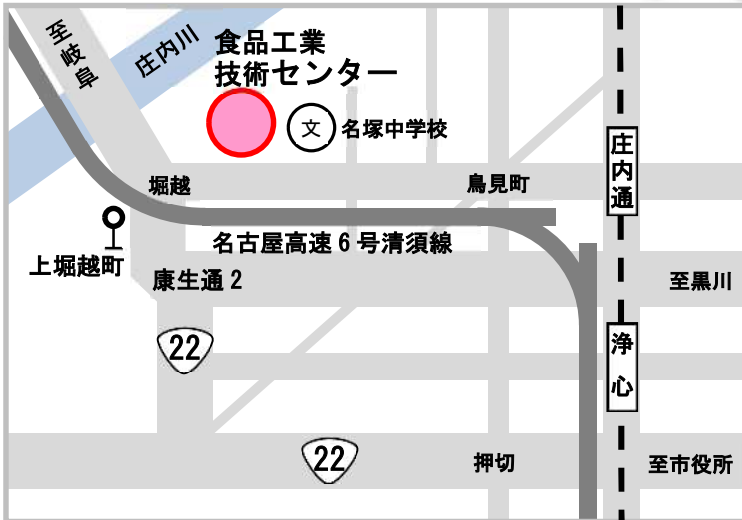 至岐阜
庄内川
食品工業
技術センター
文
名塚中学校
庄内通
堀越
鳥見町
名古屋高速6号清須線
上堀越町
康生通2
至黒川
22
浄心
22
押切
至市役所